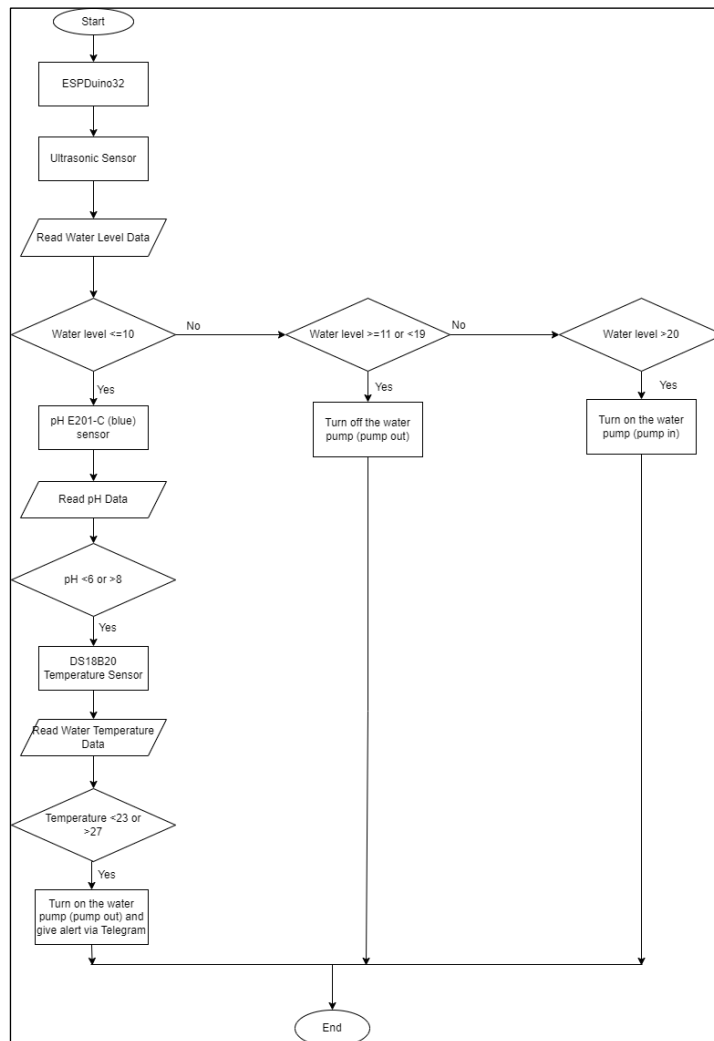 Start
ESPDuino32
Ultrasonic Sensor
Read Water Level Data
Water level <=10
No
Water level >=11 or <19
No
Water level >20
Yes
Yes
Yes
pH E201-C (blue)
sensor
Turn off the water
pump (pump out)
Turn on the water
pump (pump in)
Read pH Data
pH <6 or >8
Yes
DS18B20
Temperature Sensor
Read Water Temperature
Data
Temperature <23 or
>27
Yes
Turn on the water
pump (pump out) and
give alert via Telegram
End